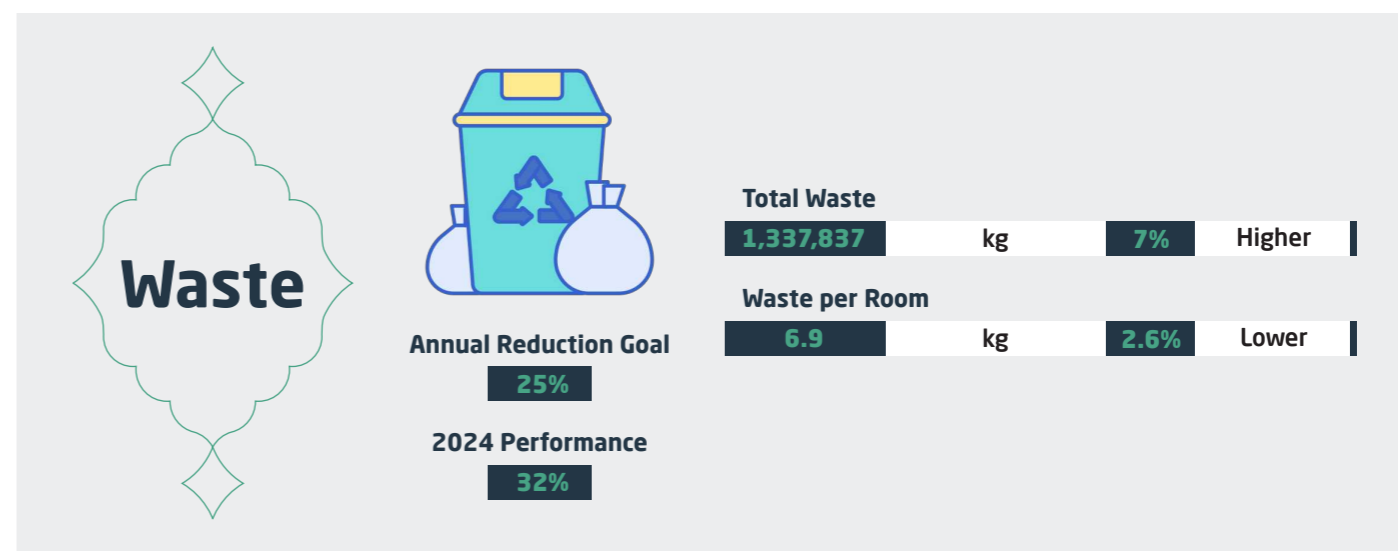 Waste
Annual Reduction Goal
25%
2024 Performance
32%
Total Waste
1,337,837 kg 7% Higher
Waste per Room
6.9 kg 2.6% Lower